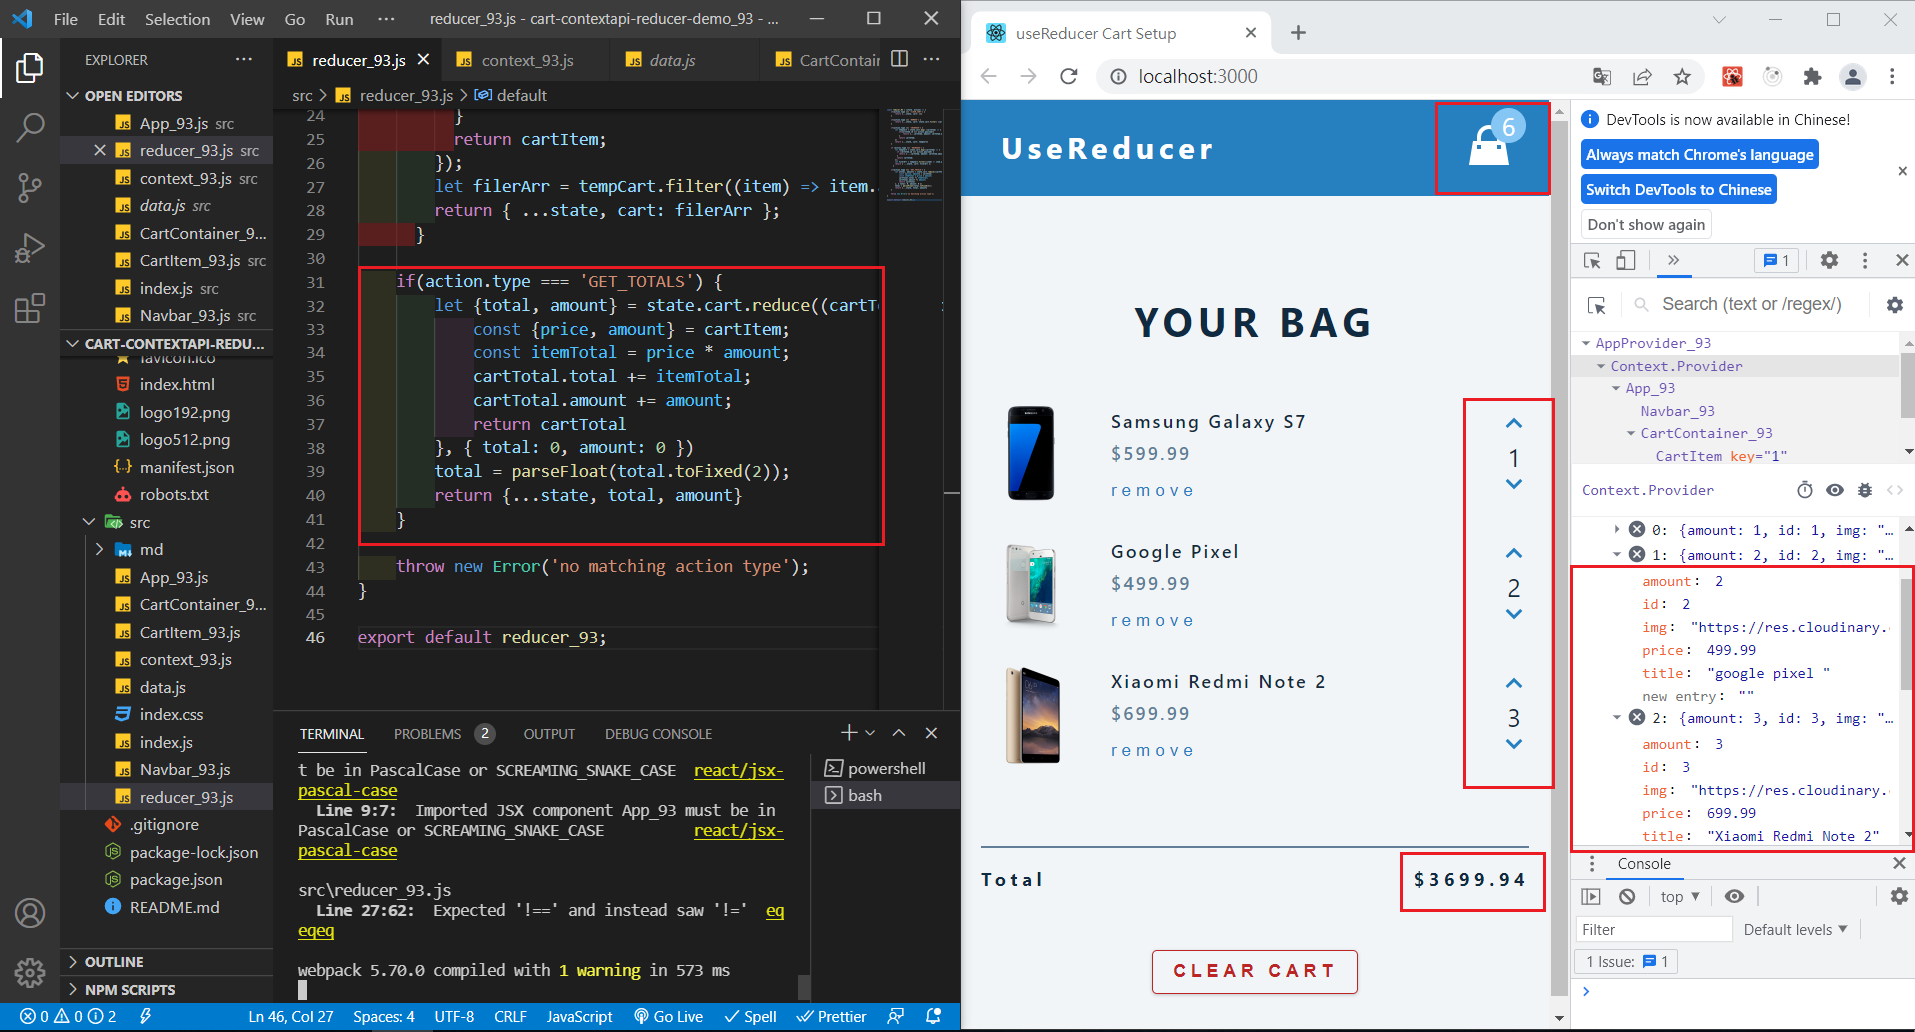 File Edit Selection View Go Run ··· reducer_93.js - cart-contextapi-reducer-demo_93 - ...
EXPLORER ···
OPEN EDITORS
App_93.js src
reducer_93.js src
context_93.js src
data.js src
CartContainer_9...
CartItem_93.js src
index.js src
Navbar_93.js src
CART-CONTEXTAPI-REDU...
favicon.ico
index.html
logo192.png
logo512.png
manifest.json
robots.txt
src
md
App_93.js
CartContainer_9...
CartItem_93.js
context_93.js
data.js
index.css
index.js
Navbar_93.js
reducer_93.js
.gitignore
package-lock.json
package.json
README.md
OUTLINE
NPM SCRIPTS
reducer_93.js context_93.js data.js CartContain
src > reducer_93.js > default
24 }
25 return cartItem;
26 });
27 let filerArr = tempCart.filter((item) => item.
28 return { ...state, cart: filerArr };
29 }
30
31 if(action.type === 'GET_TOTALS') {
32 let {total, amount} = state.cart.reduce((cartT
33 const {price, amount} = cartItem;
34 const itemTotal = price * amount;
35 cartTotal.total += itemTotal;
36 cartTotal.amount += amount;
37 return cartTotal
38 }, { total: 0, amount: 0 })
39 total = parseFloat(total.toFixed(2));
40 return {...state, total, amount}
41 }
42
43 throw new Error('no matching action type');
44 }
45
46 export default reducer_93;
TERMINAL PROBLEMS 2 OUTPUT DEBUG CONSOLE
t be in PascalCase or SCREAMING_SNAKE_CASE react/jsx-
pascal-case
Line 9:7: Imported JSX component App_93 must be in
PascalCase or SCREAMING_SNAKE_CASE react/jsx-
pascal-case
src\reducer_93.js
Line 27:62: Expected '!==' and instead saw '!=' eq
eqeq
webpack 5.70.0 compiled with 1 warning in 573 ms
powershell
bash
0 0 2 Ln 46, Col 27 Spaces: 4 UTF-8 CRLF JavaScript Go Live Spell Prettier
useReducer Cart Setup
localhost:3000
UseReducer 6
YOUR BAG
Samsung Galaxy S7
$599.99
remove
1
Google Pixel
$499.99
remove
2
Xiaomi Redmi Note 2
$699.99
remove
3
Total $3699.94
CLEAR CART
DevTools is now available in Chinese!
Always match Chrome's language
Switch DevTools to Chinese
Don't show again
1
Search (text or /regex/)
AppProvider_93
Context.Provider
App_93
Navbar_93
CartContainer_93
CartItem key="1"
Context.Provider
0: {amount: 1, id: 1, img: "...
1: {amount: 2, id: 2, img: "...
amount: 2
id: 2
img: "https://res.cloudinary.
price: 499.99
title: "google pixel "
new entry: ""
2: {amount: 3, id: 3, img: "...
amount: 3
id: 3
img: "https://res.cloudinary.
price: 699.99
title: "Xiaomi Redmi Note 2"
Console
top
Filter Default levels
1 Issue: 1